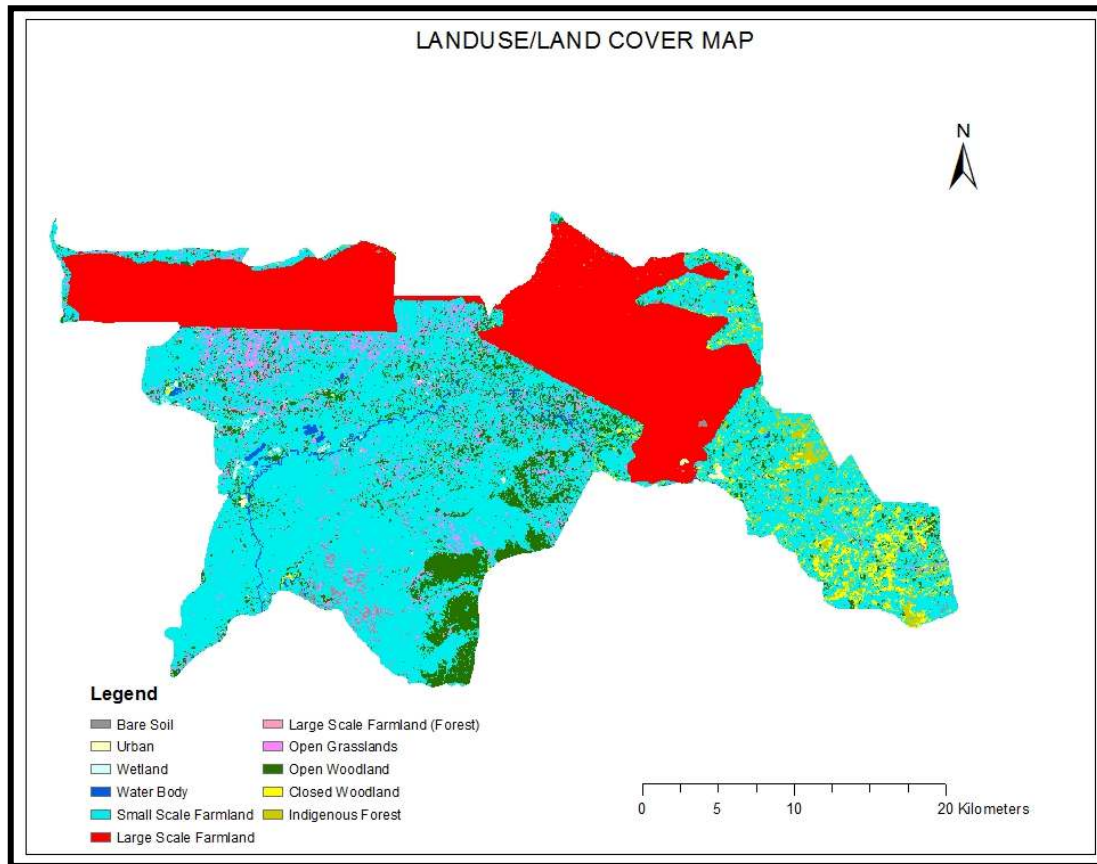 LANDUSE/LAND COVER MAP
N
Legend
Bare Soil
Urban
Wetland
Water Body
Small Scale Farmland
Large Scale Farmland
Large Scale Farmland (Forest)
Open Grasslands
Open Woodland
Closed Woodland
Indigenous Forest
0 5 10 20 Kilometers